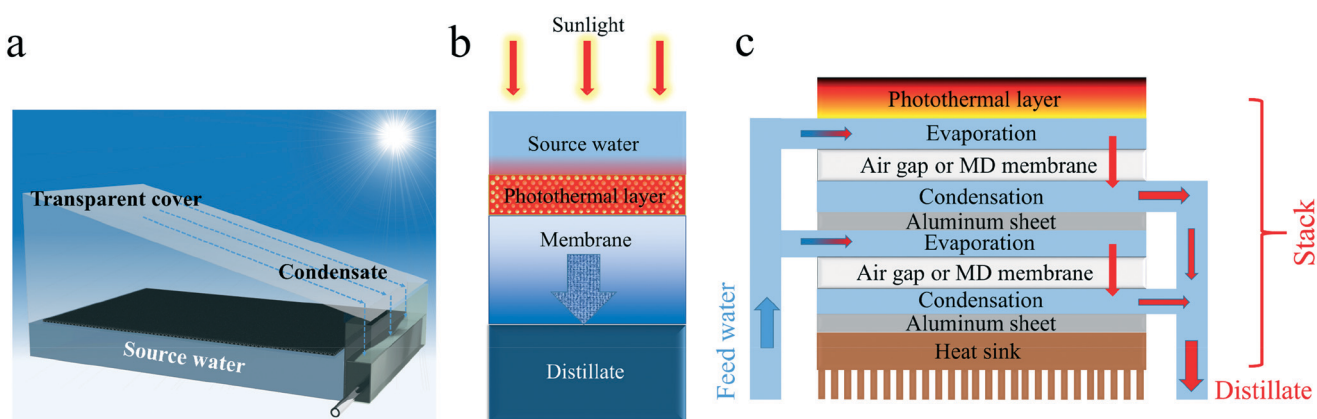 a
Transparent cover
Condensate
Source water
b
Sunlight
Source water
Photothermal layer
Membrane
Distillate
c
Photothermal layer
Evaporation
Air gap or MD membrane
Condensation
Aluminum sheet
Evaporation
Air gap or MD membrane
Condensation
Aluminum sheet
Heat sink
Feed water
Stack
Distillate